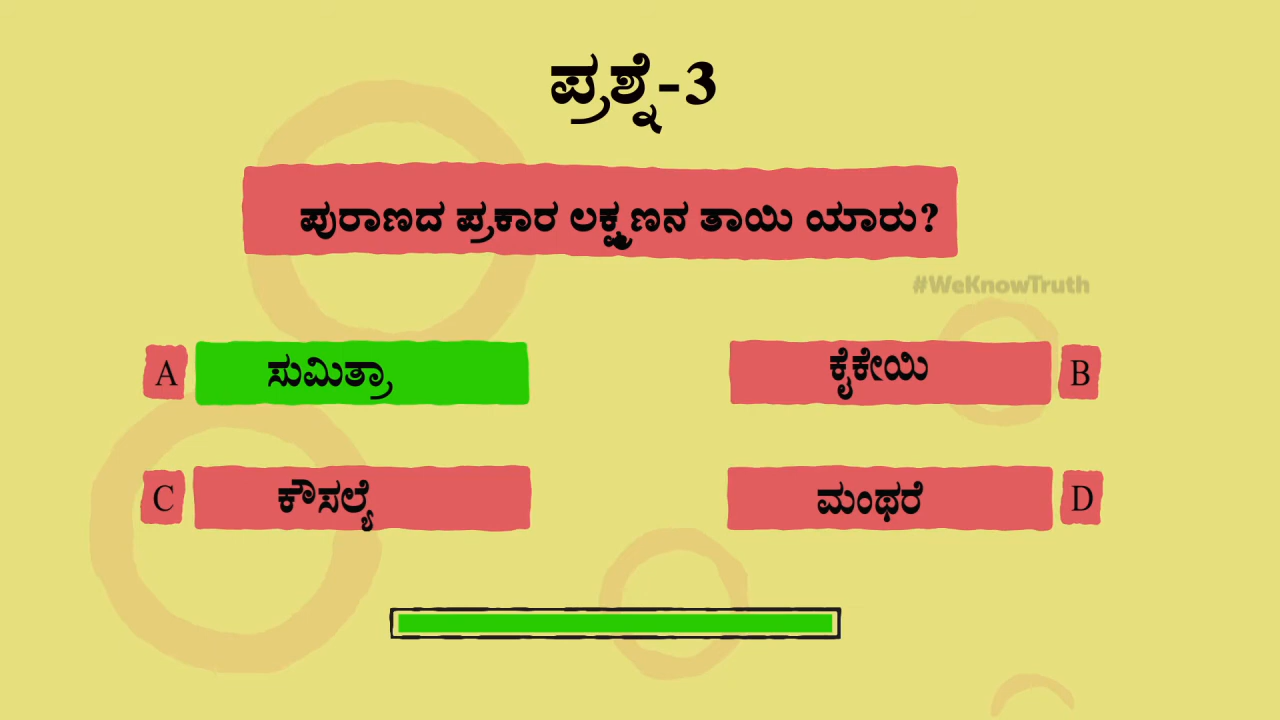 ಪ್ರಶ್ನೆ-3
ಪುರಾಣದ ಪ್ರಕಾರ ಲಕ್ಷ್ಮಣನ ತಾಯಿ ಯಾರು?
#WeKnowTruth
A ಸುಮಿತ್ರಾ
ಕೈಕೇಯಿ B
C ಕೌಸಲ್ಯೆ
ಮಂಥರೆ D